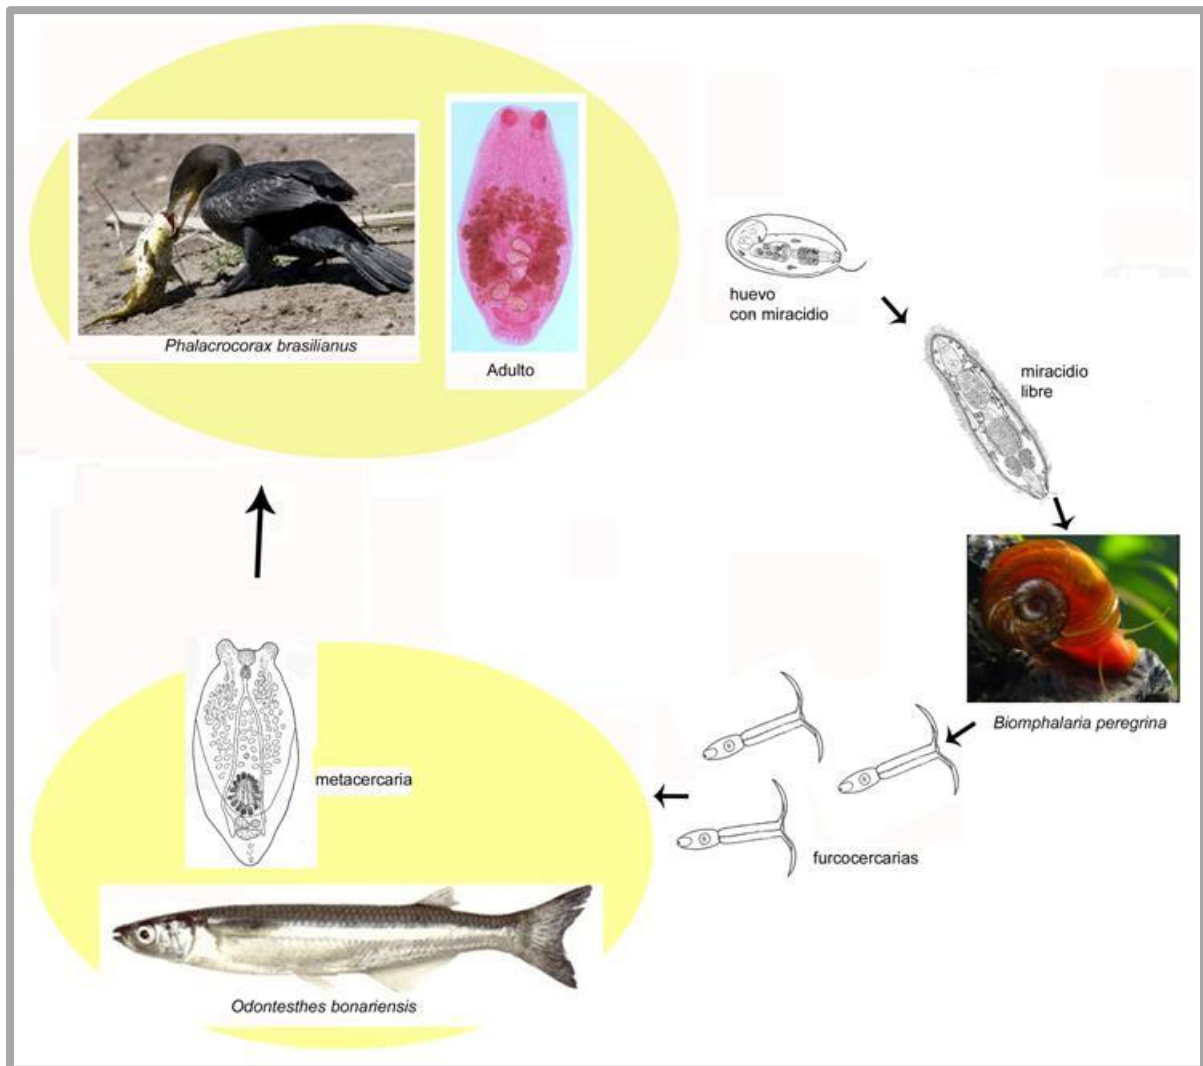 Phalacrocorax brasilianus
Adulto
huevo
con miracidio
miracidio
libre
Biomphalaria peregrina
furcocercarias
metacercaria
Odontesthes bonariensis